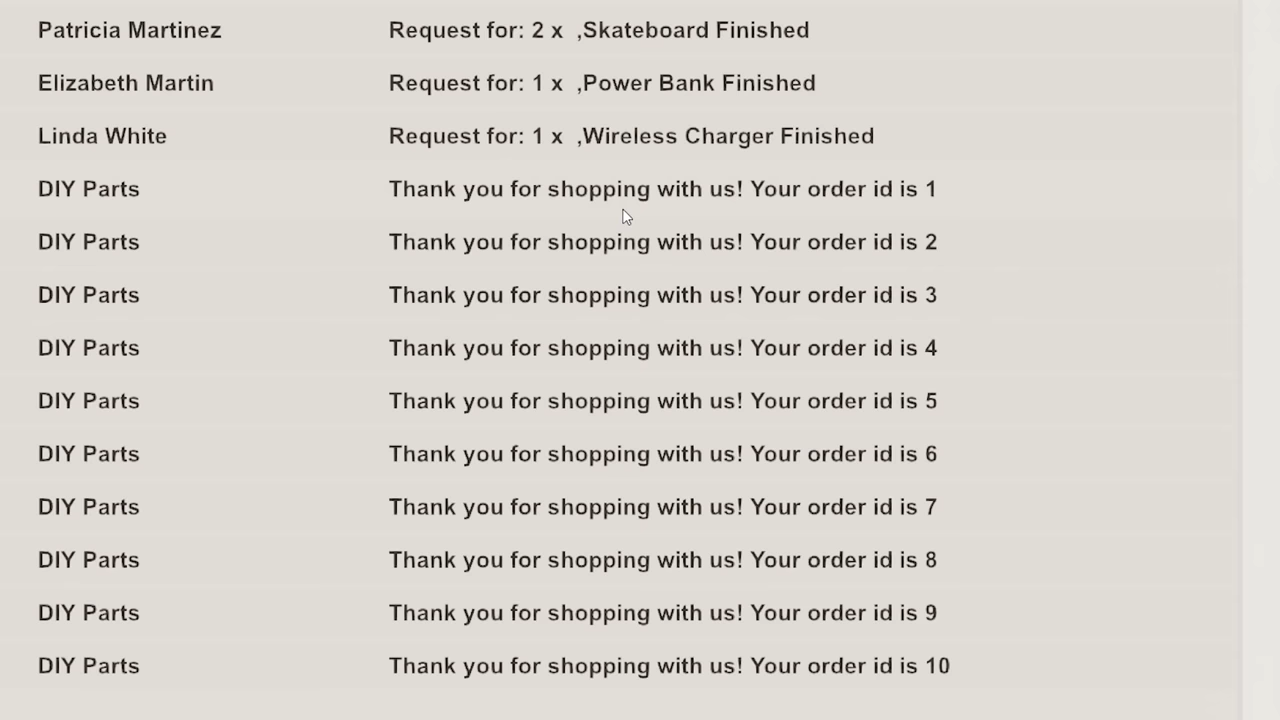 Patricia Martinez Request for: 2 x  ,Skateboard Finished
Elizabeth Martin Request for: 1 x  ,Power Bank Finished
Linda White Request for: 1 x  ,Wireless Charger Finished
DIY Parts Thank you for shopping with us! Your order id is 1
DIY Parts Thank you for shopping with us! Your order id is 2
DIY Parts Thank you for shopping with us! Your order id is 3
DIY Parts Thank you for shopping with us! Your order id is 4
DIY Parts Thank you for shopping with us! Your order id is 5
DIY Parts Thank you for shopping with us! Your order id is 6
DIY Parts Thank you for shopping with us! Your order id is 7
DIY Parts Thank you for shopping with us! Your order id is 8
DIY Parts Thank you for shopping with us! Your order id is 9
DIY Parts Thank you for shopping with us! Your order id is 10